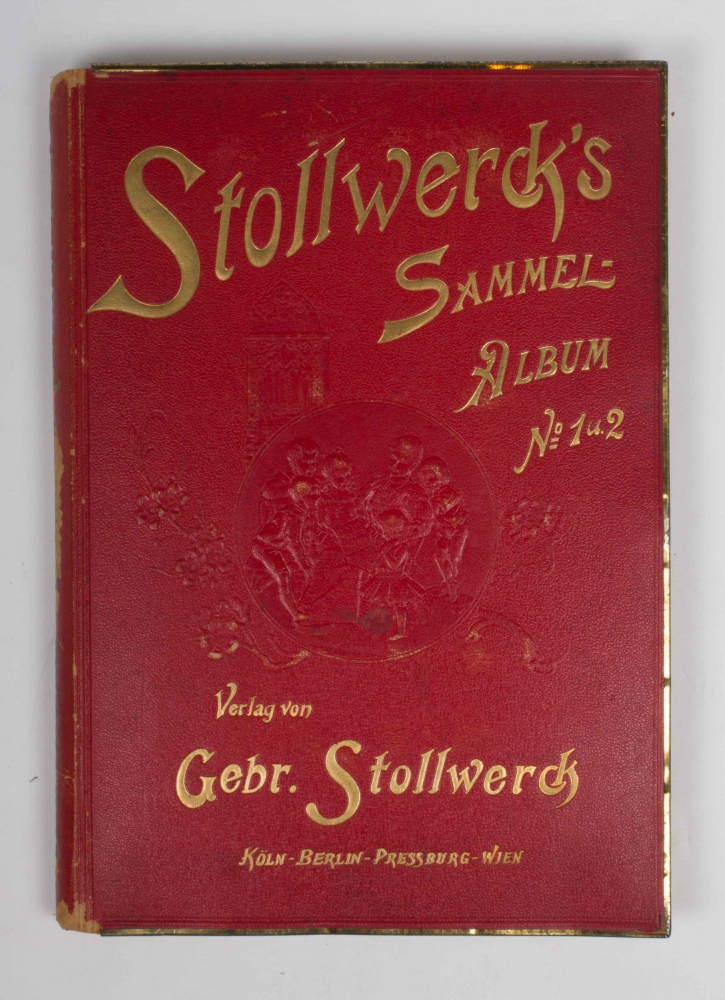 Stollwerck's
SAMMEL-
ALBUM
No 1 u. 2
Verlag von
Gebr. Stollwerck
KÖLN-BERLIN-PRESSBURG-WIEN